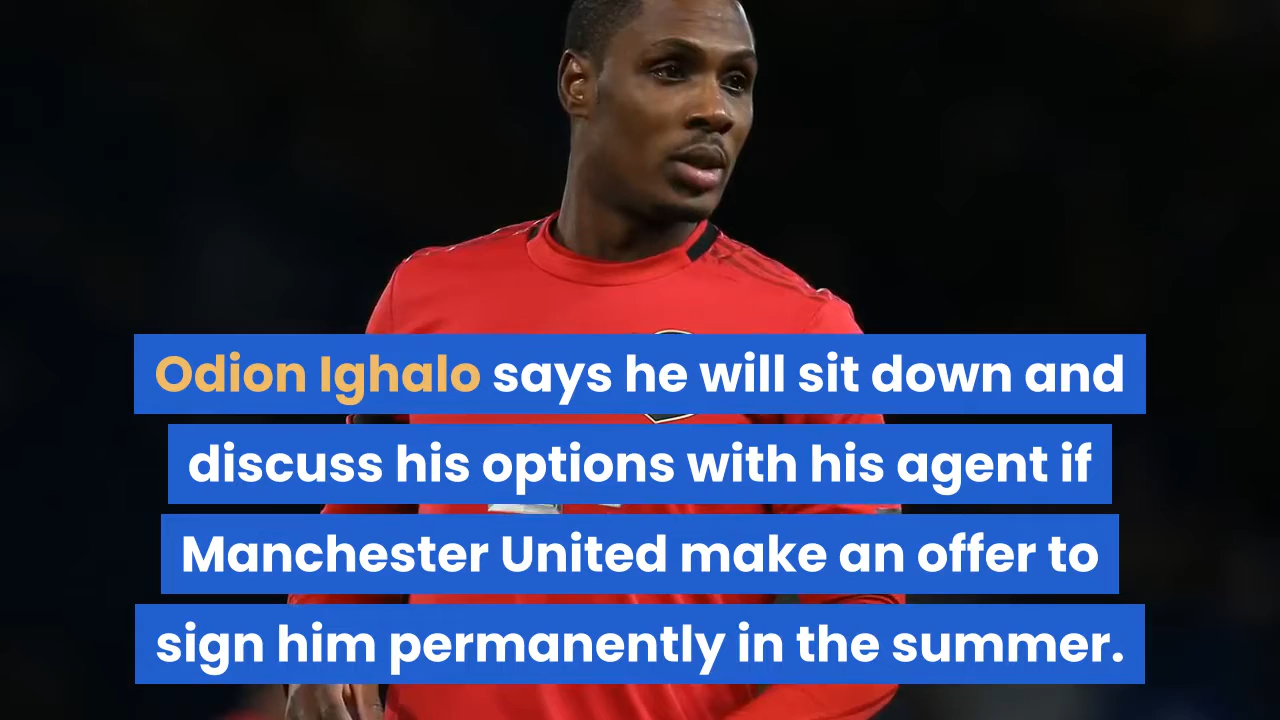 Odion Ighalo says he will sit down and
discuss his options with his agent if
Manchester United make an offer to
sign him permanently in the summer.